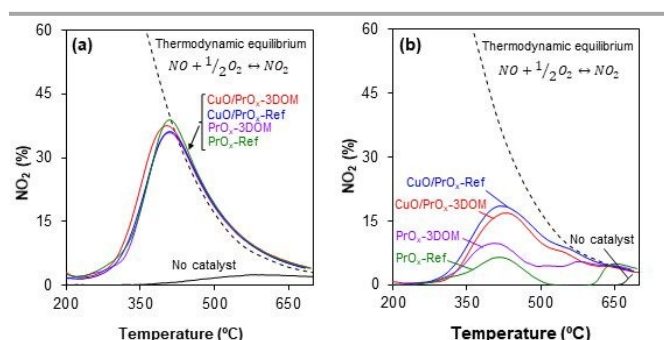 (a)
Thermodynamic equilibrium
NO + 1/2 O2 ↔ NO2
CuO/PrOx-3DOM
CuO/PrOx-Ref
PrOx-3DOM
PrOx-Ref
No catalyst
NO2 (%)
60
45
30
15
0
200
350
500
650
Temperature (ºC)
(b)
Thermodynamic equilibrium
NO + 1/2 O2 ↔ NO2
CuO/PrOx-Ref
CuO/PrOx-3DOM
No catalyst
PrOx-3DOM
PrOx-Ref
NO2 (%)
60
45
30
15
0
200
350
500
650
Temperature (ºC)